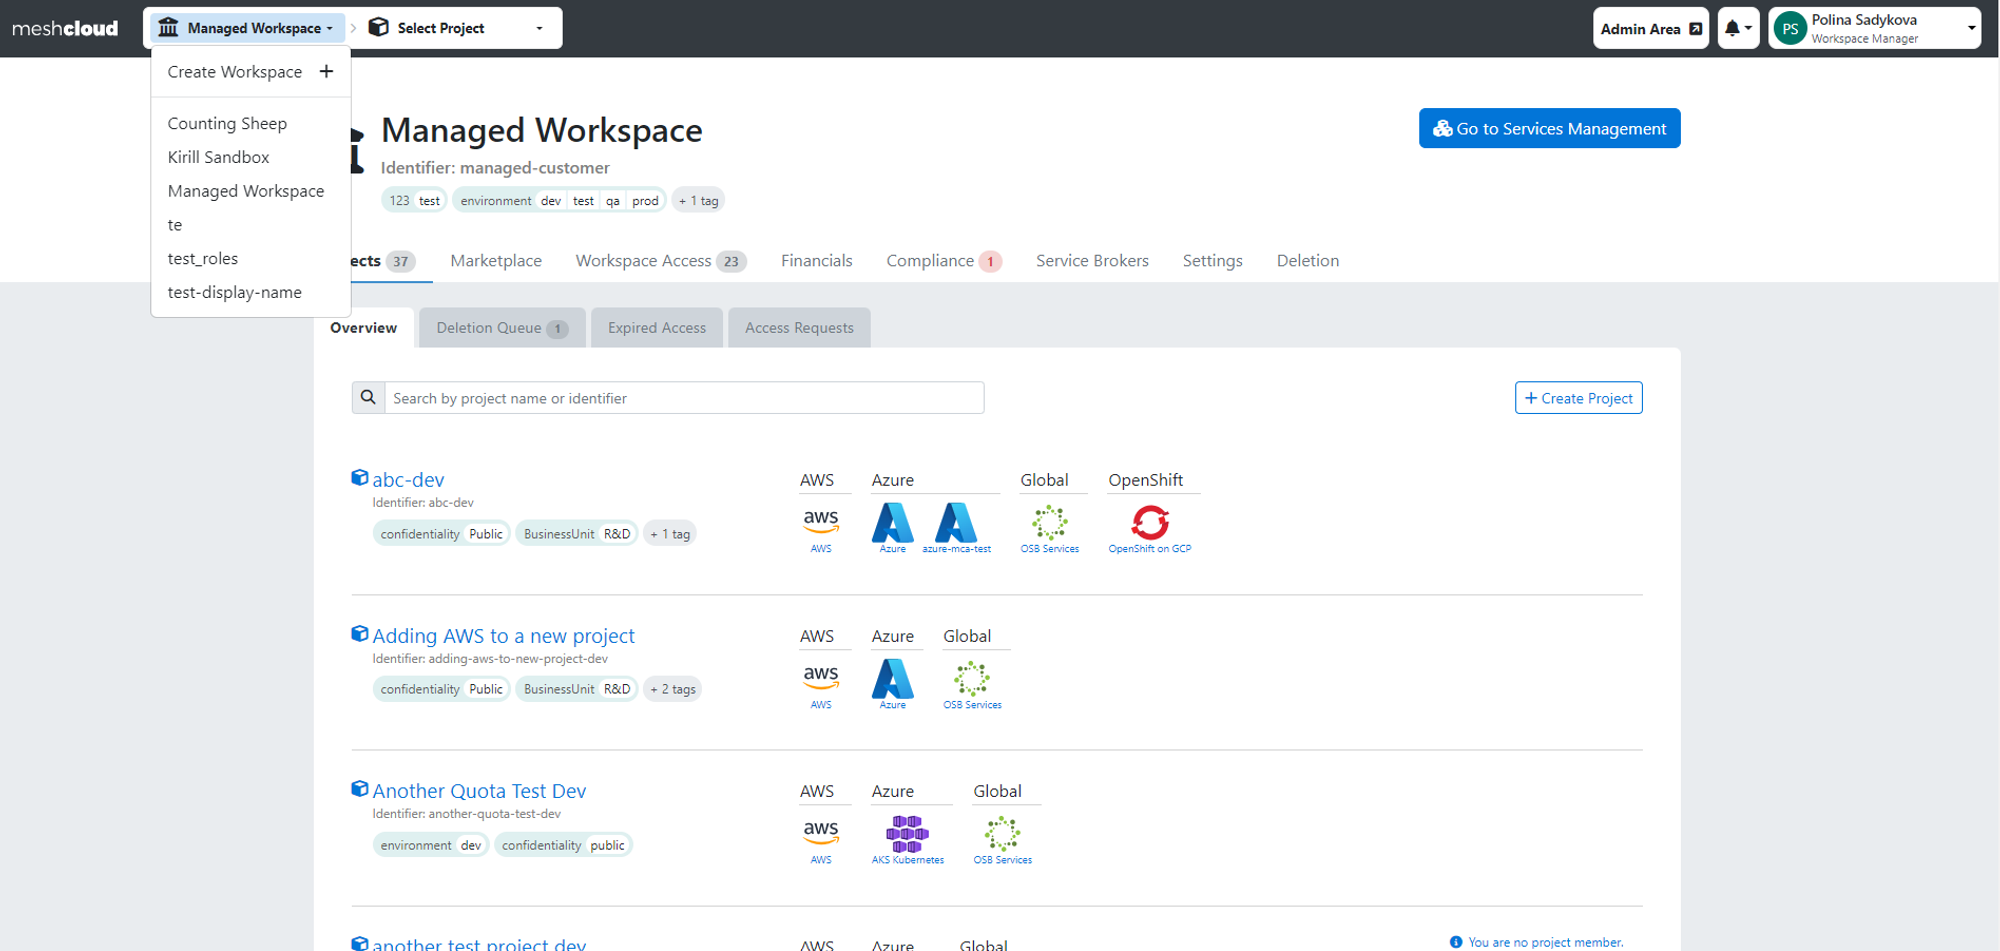 meshcloud
Managed Workspace
Select Project
Admin Area
PS
Polina Sadykova
Workspace Manager
Create Workspace +
Counting Sheep
Kirill Sandbox
Managed Workspace
te
test_roles
test-display-name
Managed Workspace
Identifier: managed-customer
123 test environment dev test qa prod + 1 tag
Go to Services Management
ects 37 Marketplace Workspace Access 23 Financials Compliance 1 Service Brokers Settings Deletion
Overview Deletion Queue 1 Expired Access Access Requests
Search by project name or identifier
+ Create Project
abc-dev
Identifier: abc-dev
confidentiality Public BusinessUnit R&D + 1 tag
AWS Azure Global OpenShift
aws
AWS Azure azure-mca-test OSB Services OpenShift on GCP
Adding AWS to a new project
Identifier: adding-aws-to-new-project-dev
confidentiality Public BusinessUnit R&D + 2 tags
AWS Azure Global
aws
AWS Azure OSB Services
Another Quota Test Dev
Identifier: another-quota-test-dev
environment dev confidentiality public
AWS Azure Global
aws
AWS AKS Kubernetes OSB Services
another test project dev
AWS Azure Global
You are no project member.